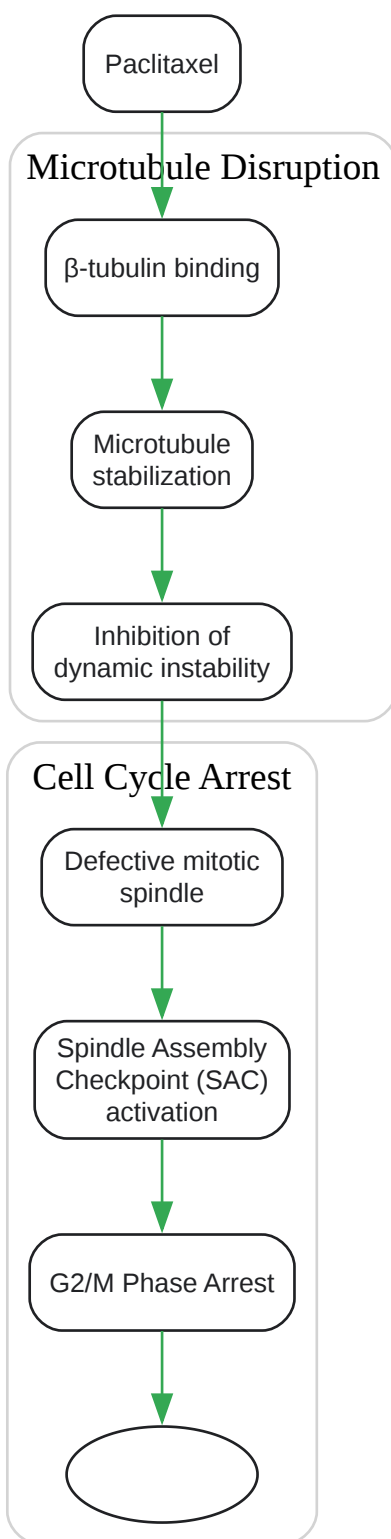 Paclitaxel
Microtubule Disruption
β-tubulin binding
Microtubule
stabilization
Inhibition of
dynamic instability
Cell Cycle Arrest
Defective mitotic
spindle
Spindle Assembly
Checkpoint (SAC)
activation
G2/M Phase Arrest